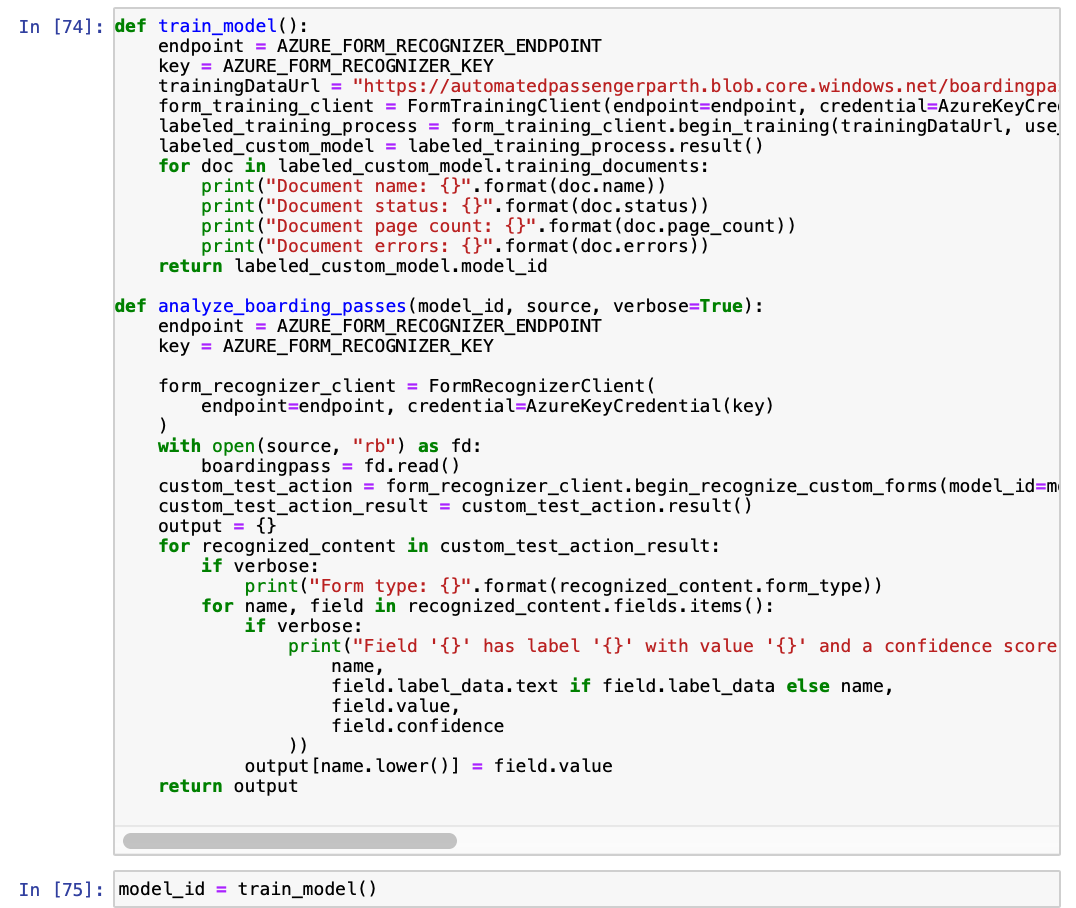 In [74]:
def train_model():
    endpoint = AZURE_FORM_RECOGNIZER_ENDPOINT
    key = AZURE_FORM_RECOGNIZER_KEY
    trainingDataUrl = "https://automatedpassengerparth.blob.core.windows.net/boardingpa
    form_training_client = FormTrainingClient(endpoint=endpoint, credential=AzureKeyCre
    labeled_training_process = form_training_client.begin_training(trainingDataUrl, use_
    labeled_custom_model = labeled_training_process.result()
    for doc in labeled_custom_model.training_documents:
        print("Document name: {}".format(doc.name))
        print("Document status: {}".format(doc.status))
        print("Document page count: {}".format(doc.page_count))
        print("Document errors: {}".format(doc.errors))
    return labeled_custom_model.model_id

def analyze_boarding_passes(model_id, source, verbose=True):
    endpoint = AZURE_FORM_RECOGNIZER_ENDPOINT
    key = AZURE_FORM_RECOGNIZER_KEY

    form_recognizer_client = FormRecognizerClient(
        endpoint=endpoint, credential=AzureKeyCredential(key)
    )
    with open(source, "rb") as fd:
        boardingpass = fd.read()
    custom_test_action = form_recognizer_client.begin_recognize_custom_forms(model_id=m
    custom_test_action_result = custom_test_action.result()
    output = {}
    for recognized_content in custom_test_action_result:
        if verbose:
            print("Form type: {}".format(recognized_content.form_type))
        for name, field in recognized_content.fields.items():
            if verbose:
                print("Field '{}' has label '{}' with value '{}' and a confidence score
                    name,
                    field.label_data.text if field.label_data else name,
                    field.value,
                    field.confidence
                ))
            output[name.lower()] = field.value
    return output
In [75]:
model_id = train_model()